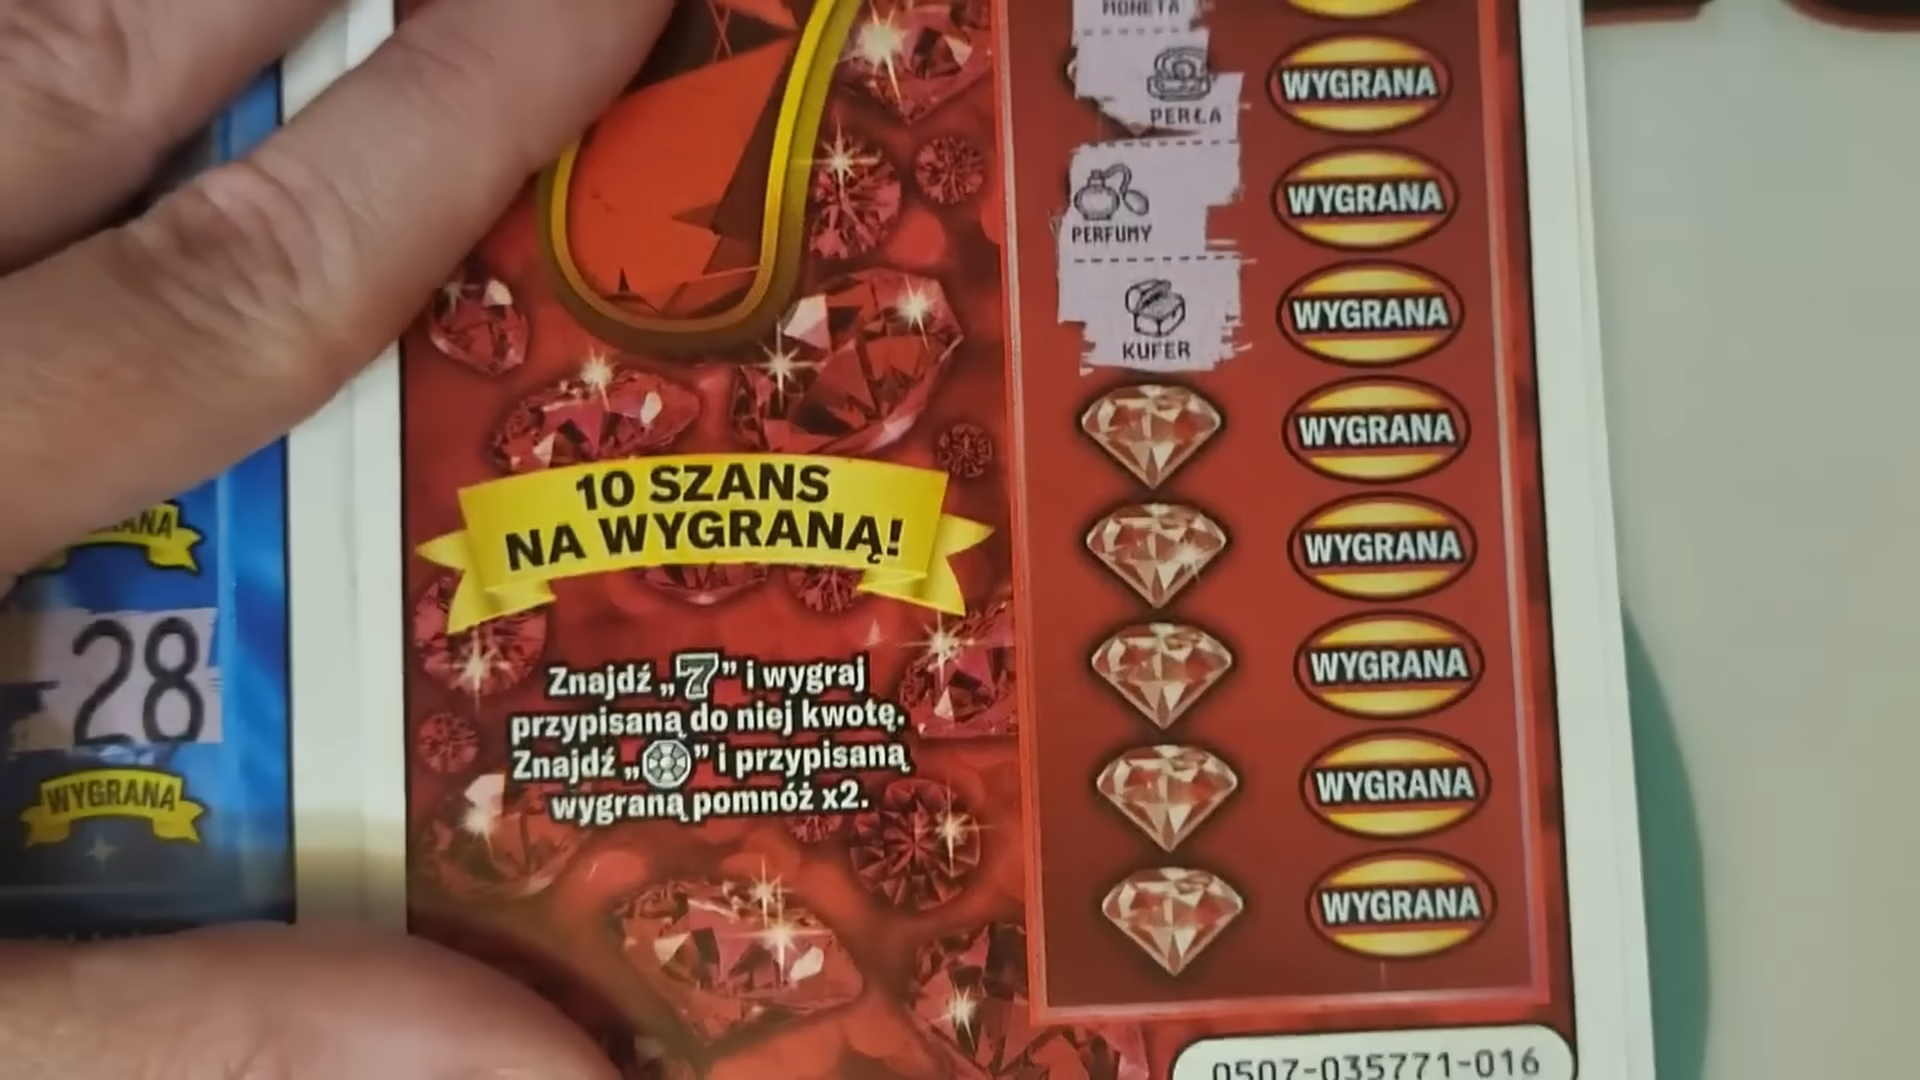 MONETA
PERŁA
WYGRANA
PERFUMY
WYGRANA
KUFER
WYGRANA
WYGRANA
WYGRANA
WYGRANA
WYGRANA
WYGRANA
10 SZANS
NA WYGRANĄ!
Znajdź „7” i wygraj
przypisaną do niej kwotę.
Znajdź „ ” i przypisaną
wygraną pomnóż x2.
28
WYGRANA
0507-035771-016